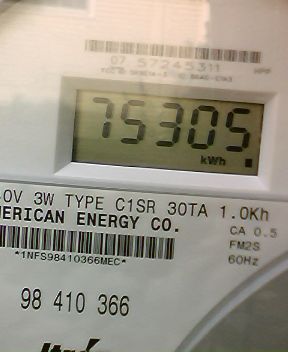 07 57245311
75305
kWh
0V 3W TYPE C1SR 30TA 1.0Kh
MERICAN ENERGY CO.
CA 0.5
FM2S
*1NFS98410366MEC*
60Hz
98 410 366